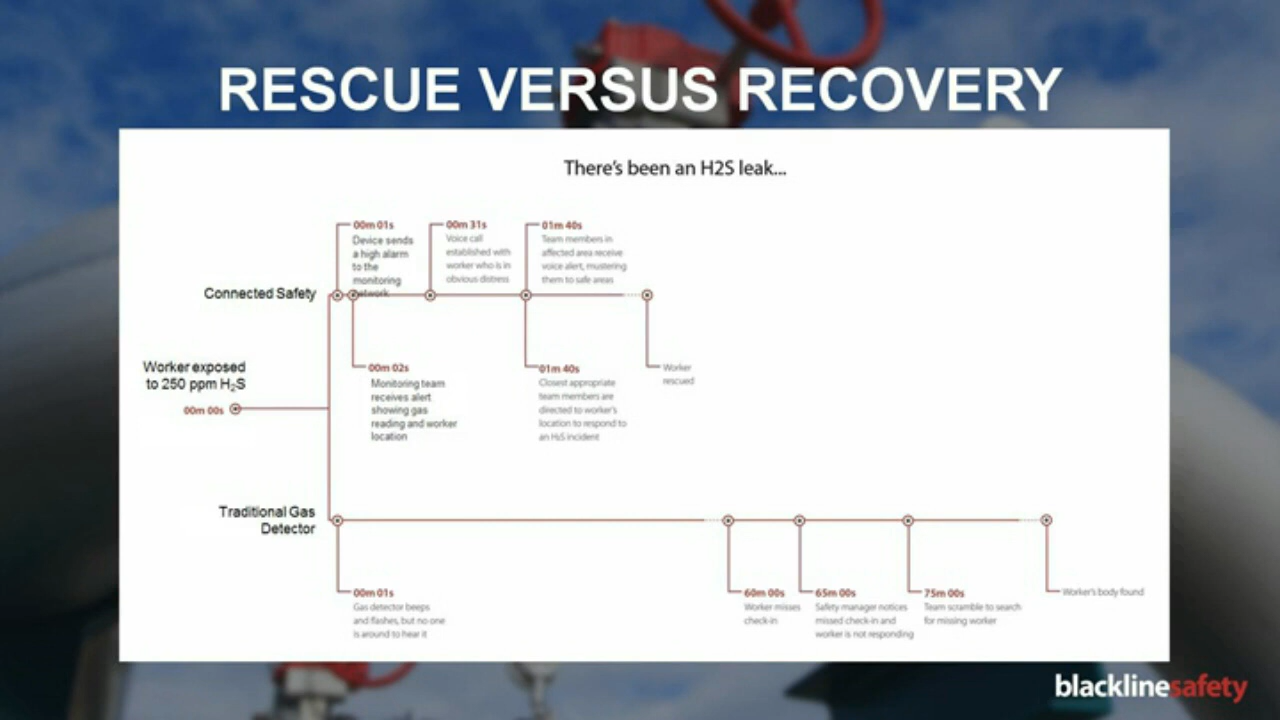 RESCUE VERSUS RECOVERY
There's been an H2S leak...
00m 01s
Device sends
a high alarm
to the
monitoring
network
00m 31s
Voice call
established with
worker who is in
obvious distress
01m 40s
Team members in
affected area receive
voice alert, mustering
them to safe areas
Connected Safety
Worker exposed
to 250 ppm H₂S
00m 00s
00m 02s
Monitoring team
receives alert
showing gas
reading and worker
location
01m 40s
Closest appropriate
team members are
directed to worker's
location to respond to
an H₂S incident
Worker
rescued
Traditional Gas
Detector
00m 01s
Gas detector beeps
and flashes, but no one
is around to hear it
60m 00s
Worker misses
check-in
65m 00s
Safety manager notices
missed check-in and
worker is not responding
75m 00s
Team scramble to search
for missing worker
Worker's body found
blacklinesafety